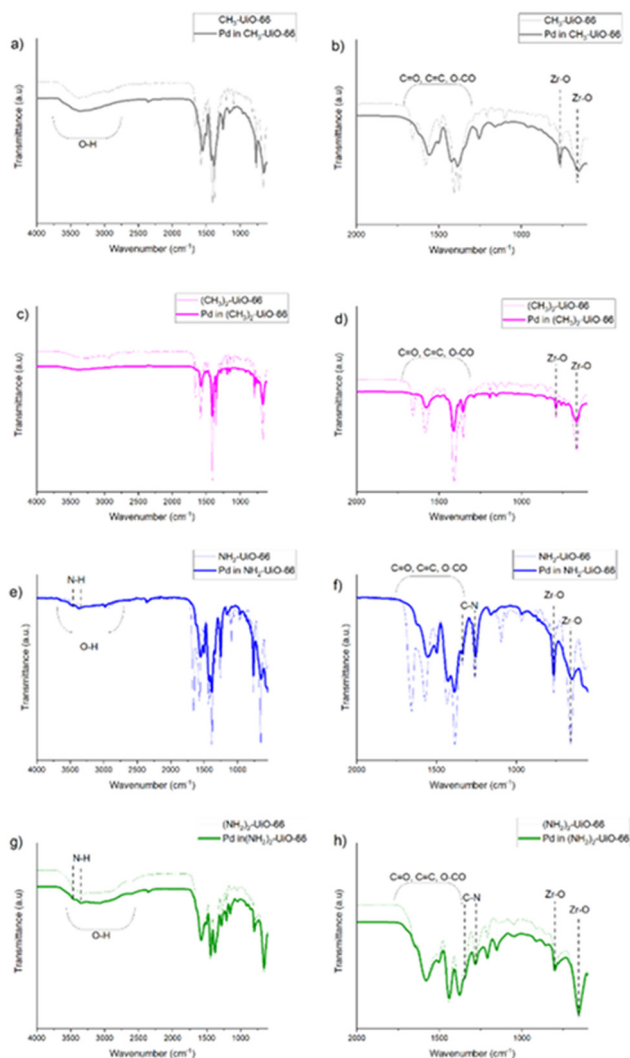 a)
CH₃-UiO-66
Pd in CH₃-UiO-66
Transmittance (a.u)
O-H
4000 3500 3000 2500 2000 1500 1000
Wavenumber (cm⁻¹)
b)
CH₃-UiO-66
Pd in CH₃-UiO-66
Transmittance (a.u)
C=O, C=C, O-CO
Zr-O
Zr-O
2000 1500 1000
Wavenumber (cm⁻¹)
c)
(CH₃)₂-UiO-66
Pd in (CH₃)₂-UiO-66
Transmittance (a.u)
4000 3500 3000 2500 2000 1500 1000
Wavenumber (cm⁻¹)
d)
(CH₃)₂-UiO-66
Pd in (CH₃)₂-UiO-66
Transmittance (a.u)
C=O, C=C, O-CO
Zr-O
Zr-O
2000 1500 1000
Wavenumber (cm⁻¹)
e)
NH₂-UiO-66
Pd in NH₂-UiO-66
Transmittance (a.u.)
N-H
O-H
4000 3500 3000 2500 2000 1500 1000
Wavenumber (cm⁻¹)
f)
NH₂-UiO-66
Pd in NH₂-UiO-66
Transmittance (a.u.)
C=O, C=C, O-CO
C-N
Zr-O
Zr-O
2000 1500 1000
Wavenumber (cm⁻¹)
g)
(NH₂)₂-UiO-66
Pd in(NH₂)₂-UiO-66
Transmittance (a.u.)
N-H
O-H
4000 3500 3000 2500 2000 1500 1000
Wavenumber (cm⁻¹)
h)
(NH₂)₂-UiO-66
Pd in (NH₂)₂-UiO-66
Transmittance (a.u.)
C=O, C=C, O-CO
C-N
Zr-O
Zr-O
2000 1500 1000
Wavenumber (cm⁻¹)